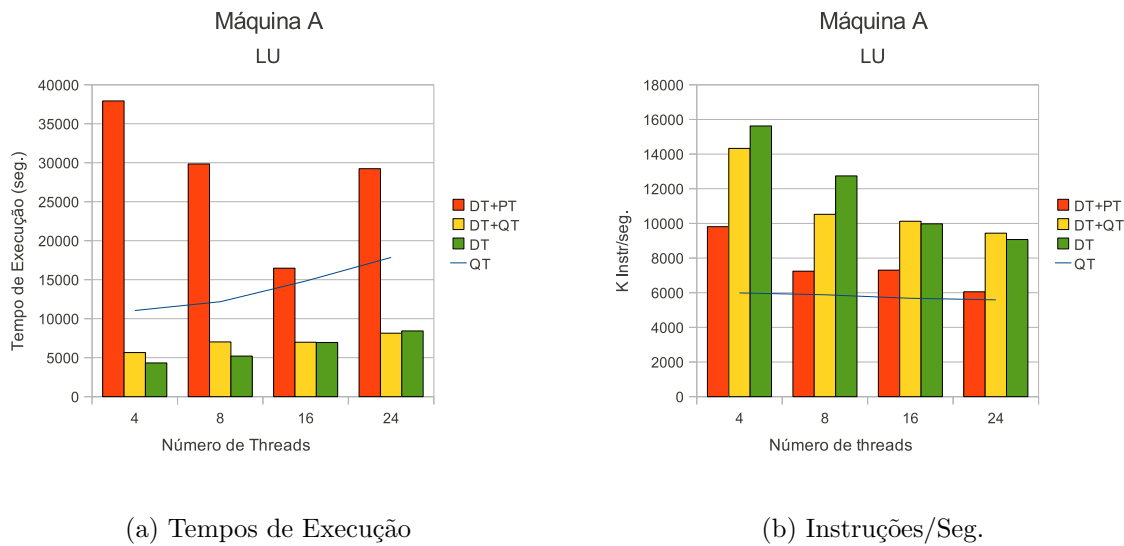 Máquina A
LU
Tempo de Execução (seg.)
40000
35000
30000
25000
20000
15000
10000
5000
0
4 8 16 24
Número de Threads
DT+PT
DT+QT
DT
QT
(a) Tempos de Execução
Máquina A
LU
K Instr/seg.
18000
16000
14000
12000
10000
8000
6000
4000
2000
0
4 8 16 24
Número de threads
DT+PT
DT+QT
DT
QT
(b) Instruções/Seg.